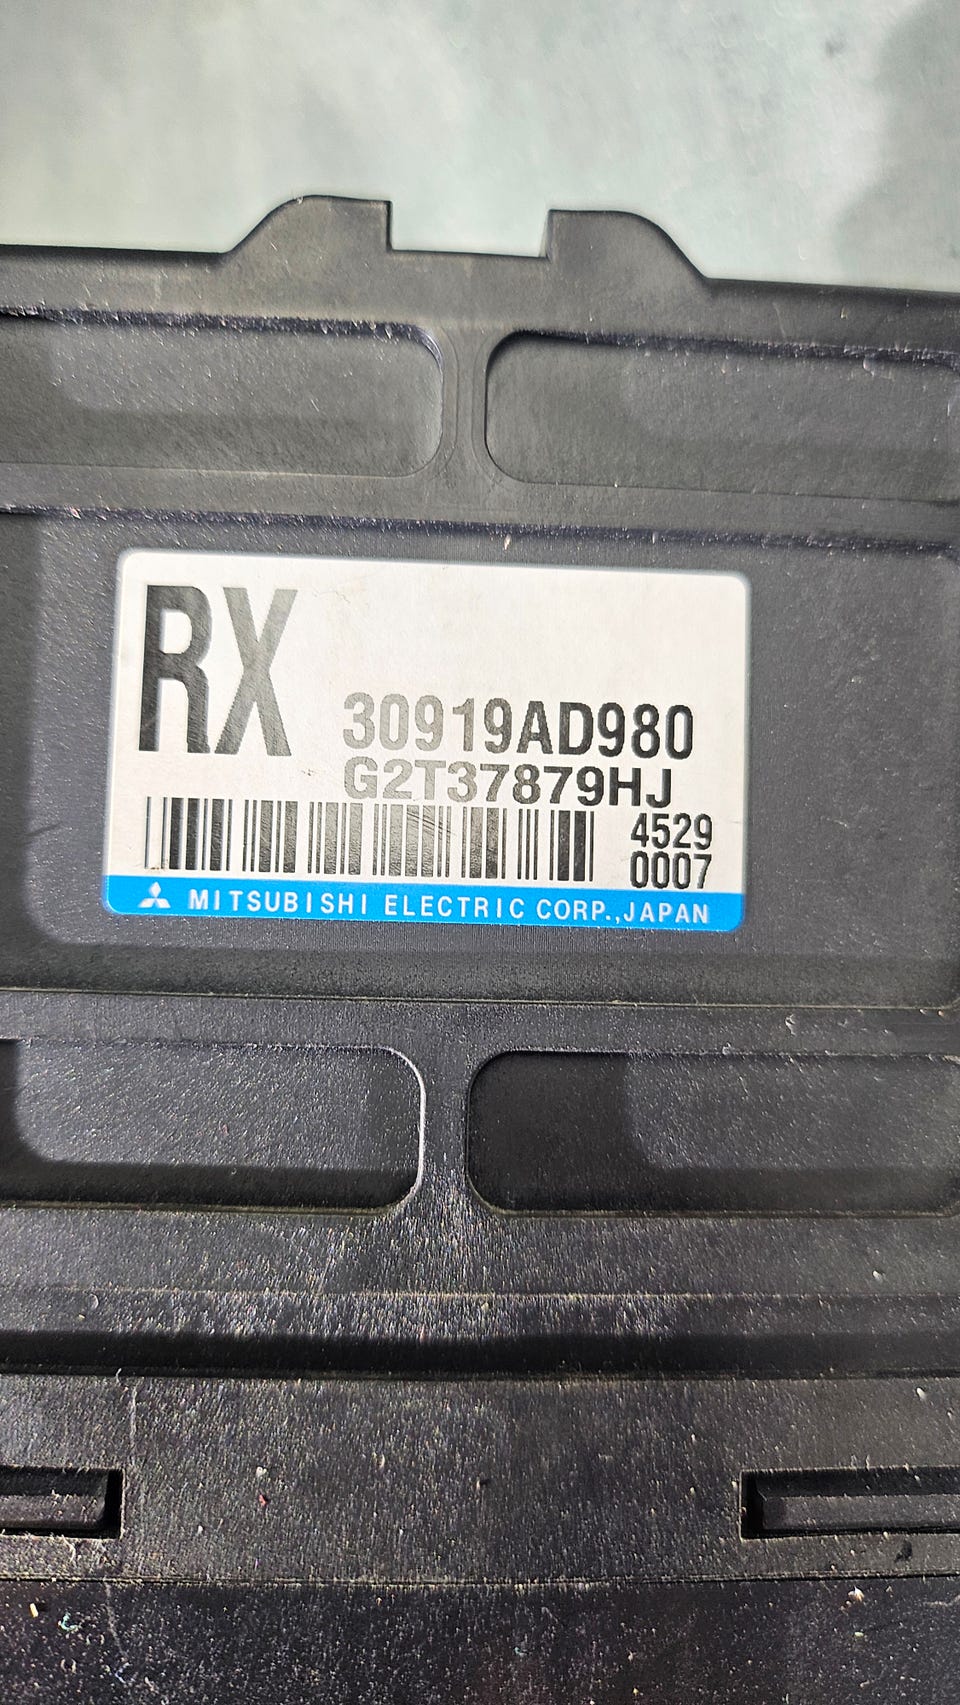 RX
30919AD980
G2T37879HJ
4529
0007
MITSUBISHI ELECTRIC CORP.,JAPAN